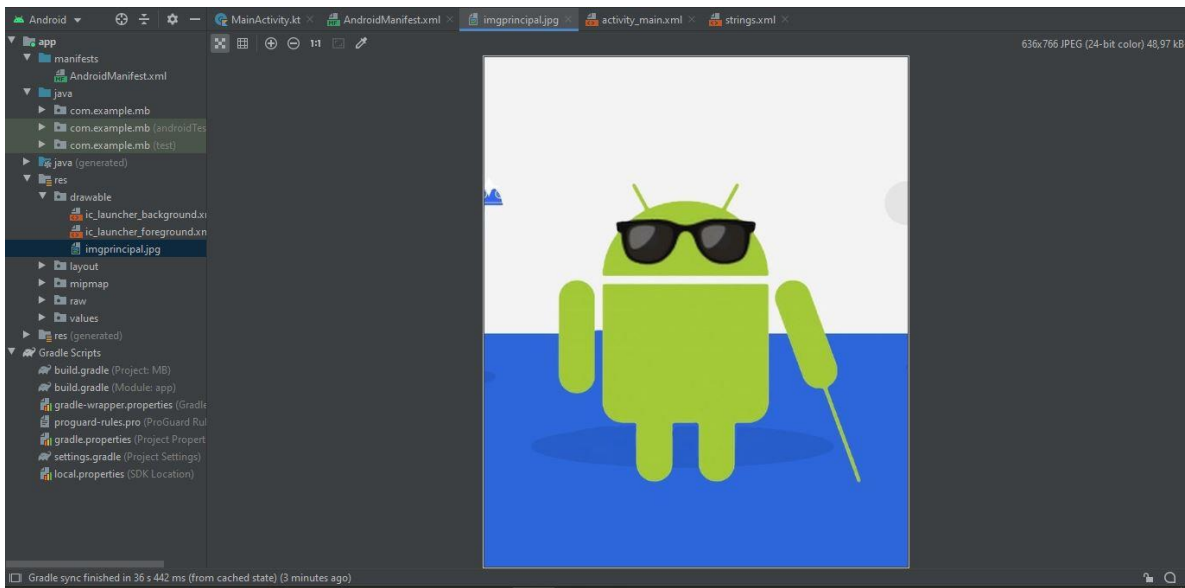 Android
MainActivity.kt
AndroidManifest.xml
imgprincipal.jpg
activity_main.xml
strings.xml
1:1
636x766 JPEG (24-bit color) 48,97 kB
app
manifests
AndroidManifest.xml
java
com.example.mb
com.example.mb (androidTes
com.example.mb (test)
java (generated)
res
drawable
ic_launcher_background.x
ic_launcher_foreground.x
imgprincipal.jpg
layout
mipmap
raw
values
res (generated)
Gradle Scripts
build.gradle (Project: MB)
build.gradle (Module: app)
gradle-wrapper.properties (Gradle
proguard-rules.pro (ProGuard Rul
gradle.properties (Project Propert
settings.gradle (Project Settings)
local.properties (SDK Location)
Gradle sync finished in 36 s 442 ms (from cached state) (3 minutes ago)